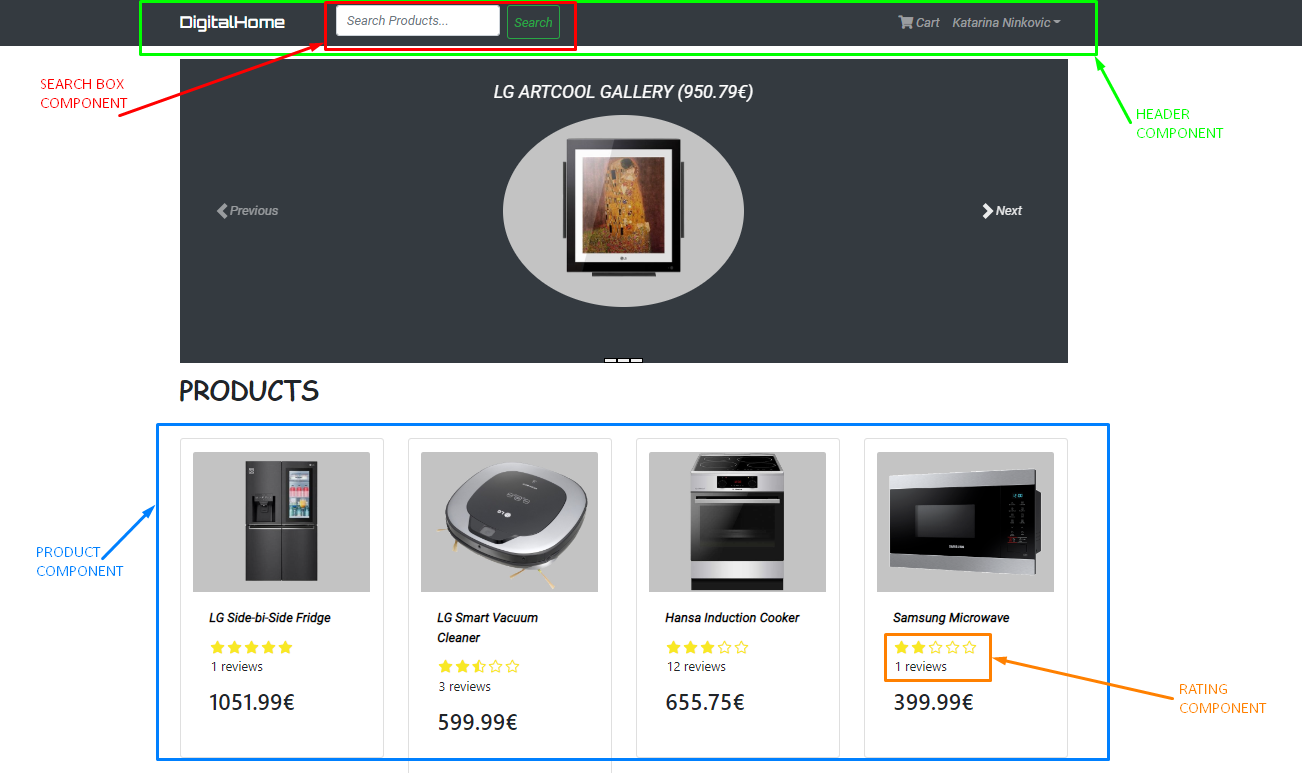 DigitalHome
Search Products...
Search
Cart
Katarina Ninkovic
SEARCH BOX
COMPONENT
HEADER
COMPONENT
LG ARTCOOL GALLERY (950.79€)
Previous
Next
PRODUCTS
PRODUCT
COMPONENT
LG Side-bi-Side Fridge
1 reviews
1051.99€
LG Smart Vacuum
Cleaner
3 reviews
599.99€
Hansa Induction Cooker
12 reviews
655.75€
SAMSUNG
Samsung Microwave
1 reviews
399.99€
RATING
COMPONENT